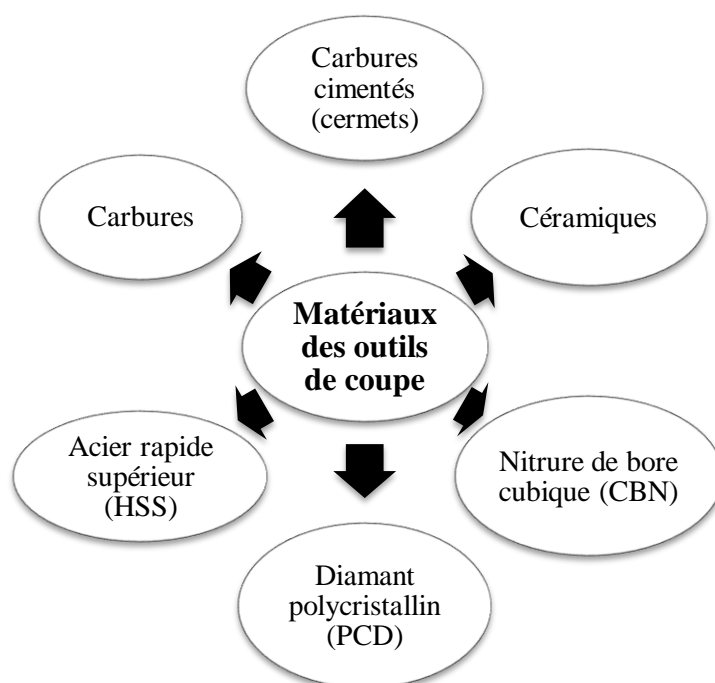 Carbures
cimentés
(cermets)
Carbures
Céramiques
Matériaux
des outils
de coupe
Acier rapide
supérieur
(HSS)
Nitrure de bore
cubique (CBN)
Diamant
polycristallin
(PCD)